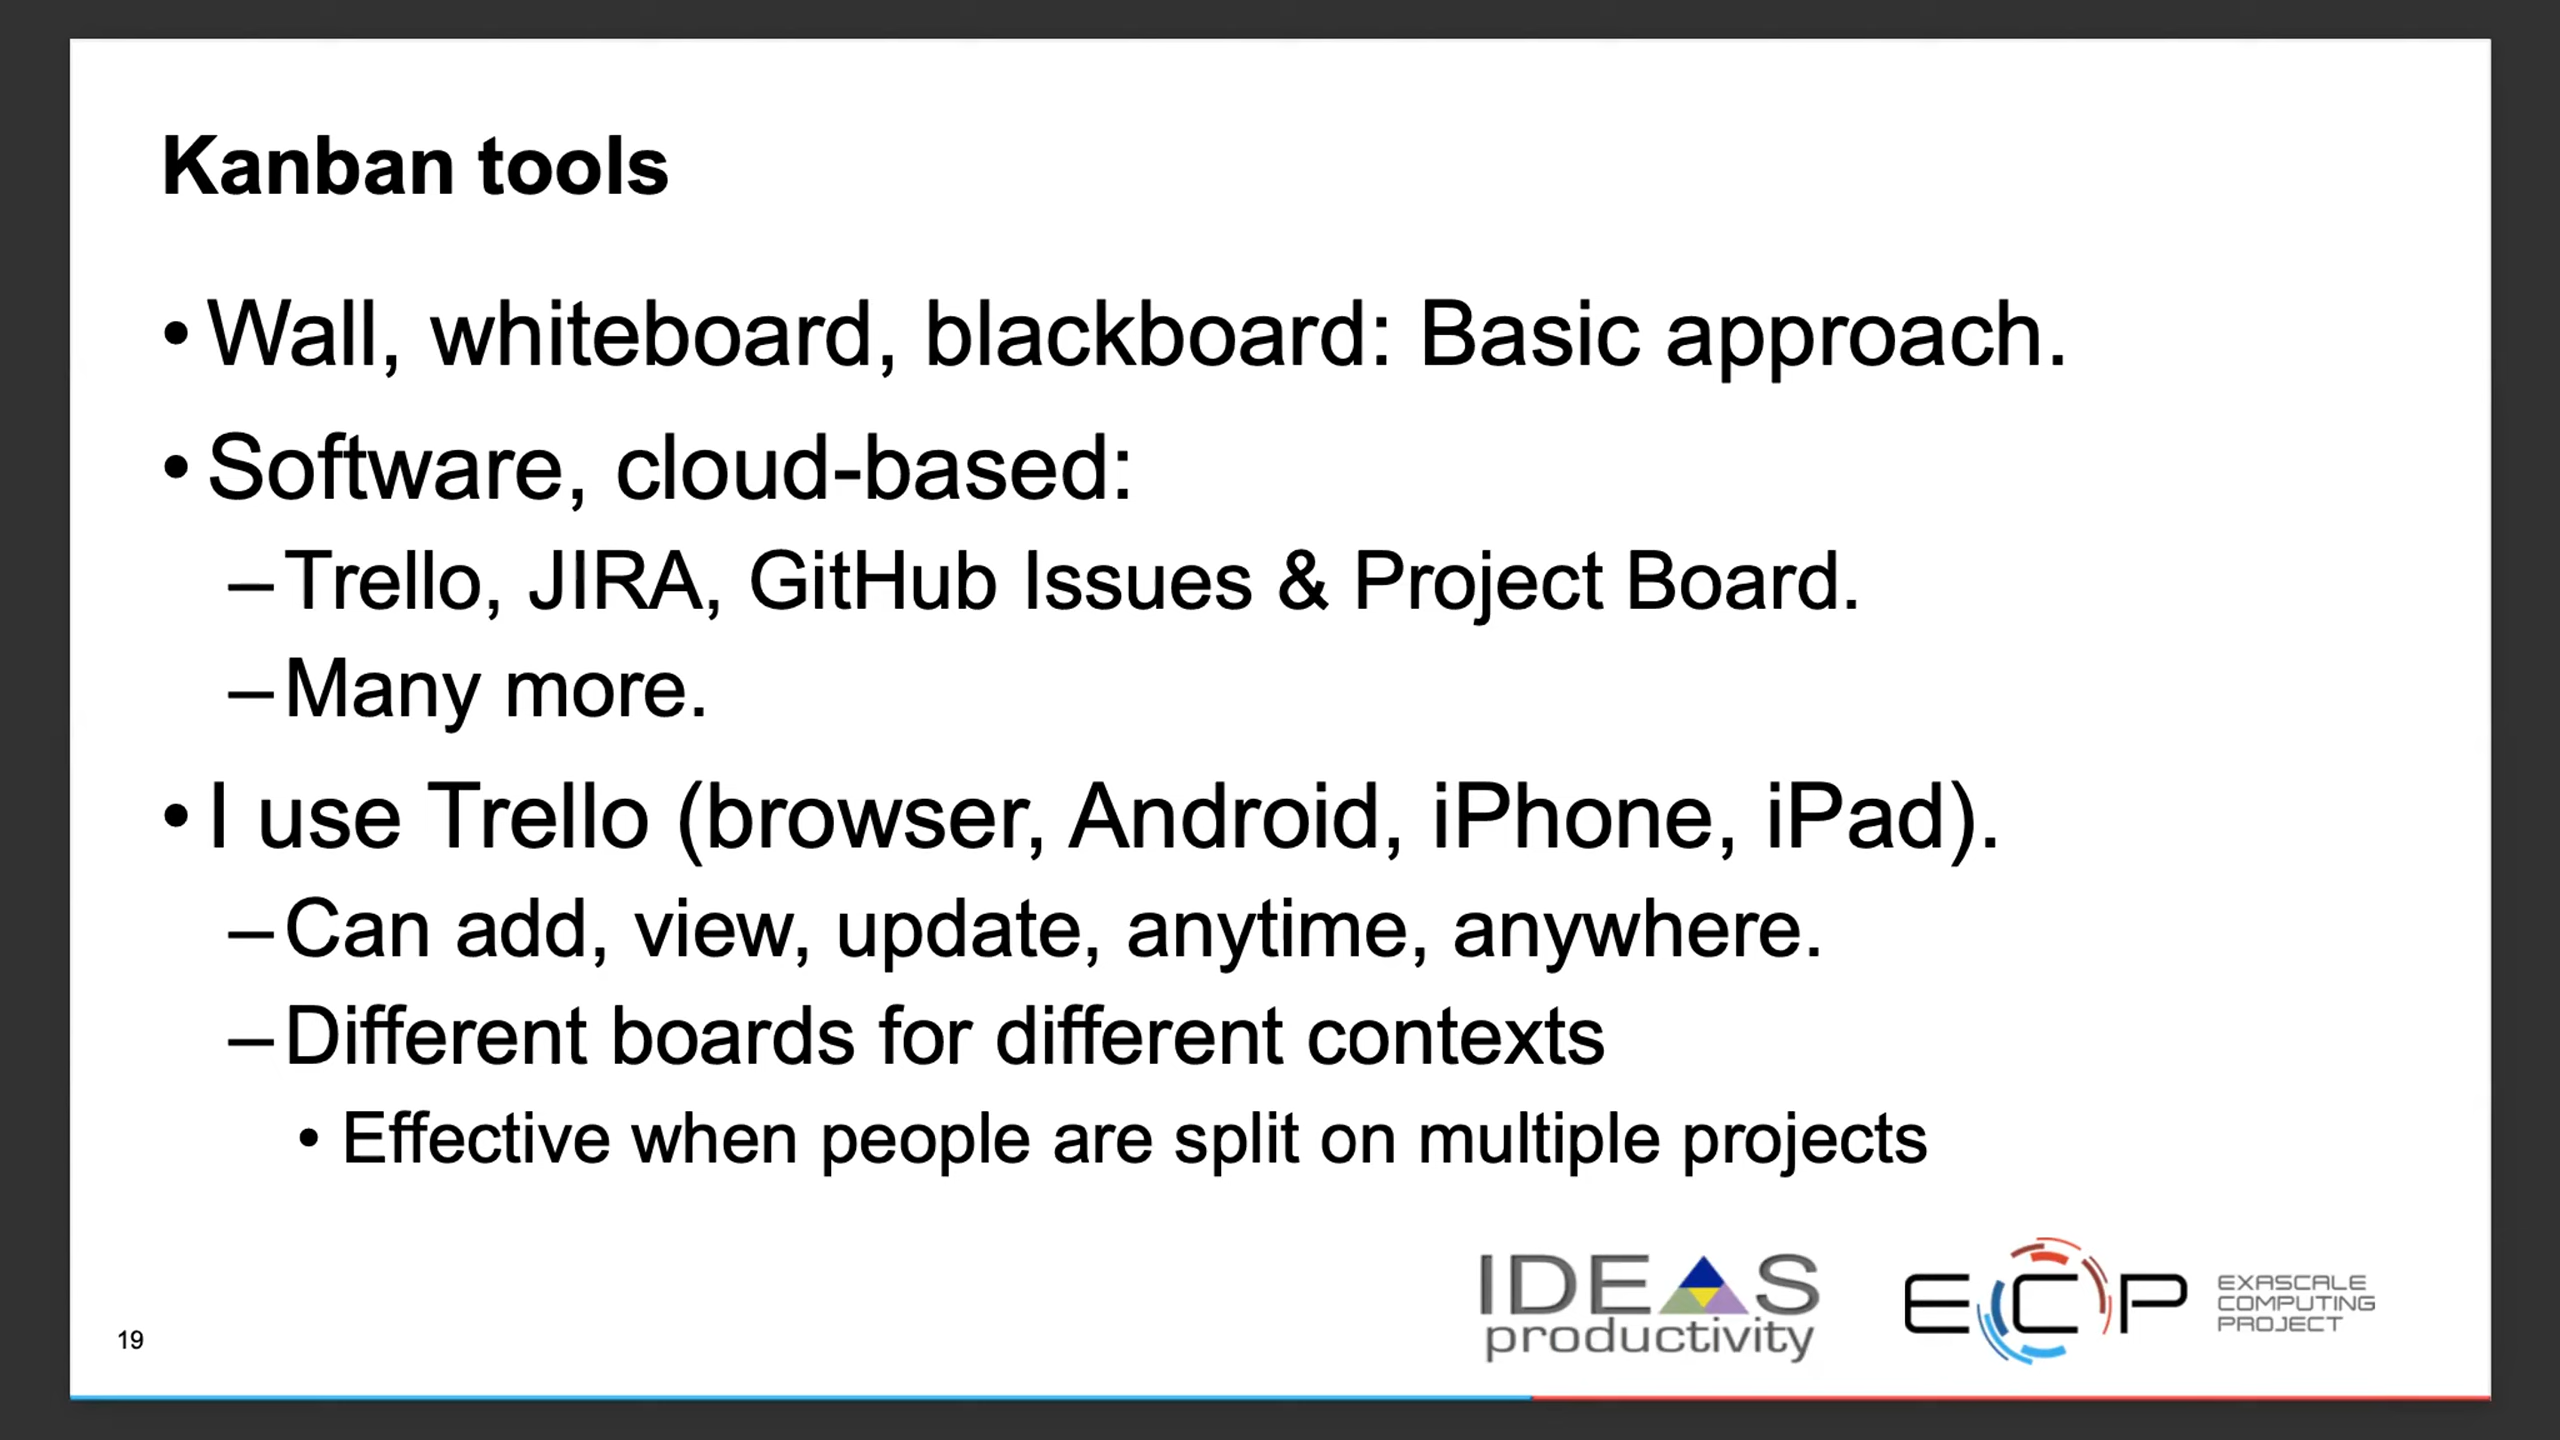 Kanban tools
• Wall, whiteboard, blackboard: Basic approach.
• Software, cloud-based:
– Trello, JIRA, GitHub Issues & Project Board.
– Many more.
• I use Trello (browser, Android, iPhone, iPad).
– Can add, view, update, anytime, anywhere.
– Different boards for different contexts
• Effective when people are split on multiple projects
19
IDEAS
productivity
ECP
EXASCALE
COMPUTING
PROJECT